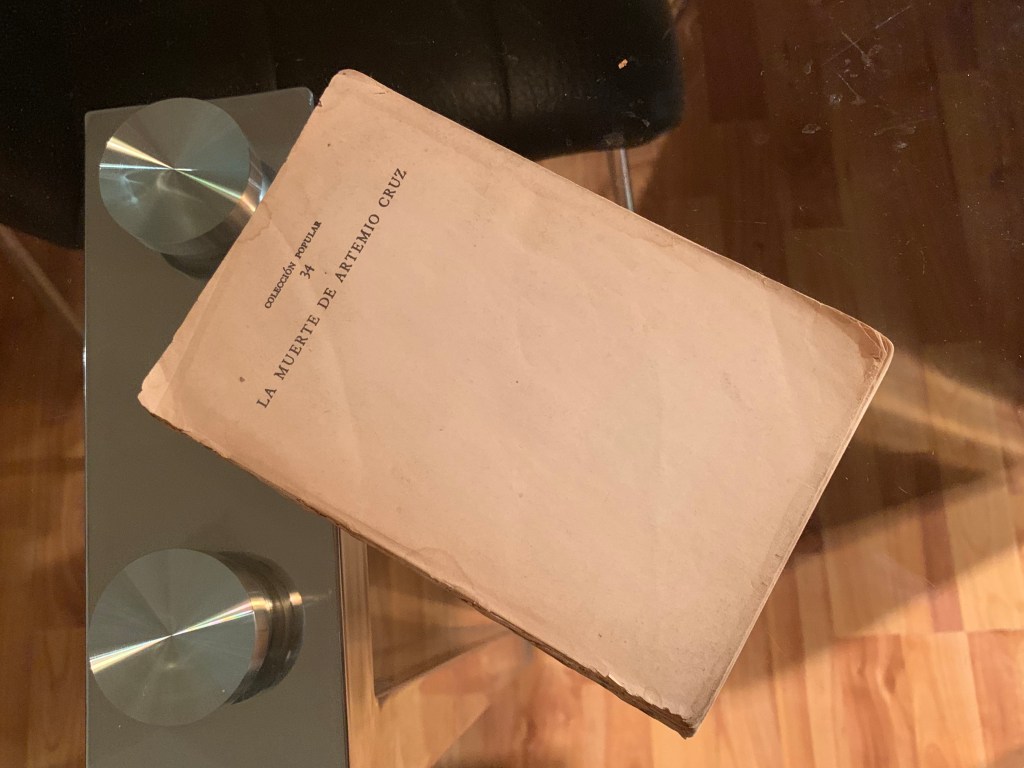 COLECCIÓN POPULAR
34
LA MUERTE DE ARTEMIO CRUZ